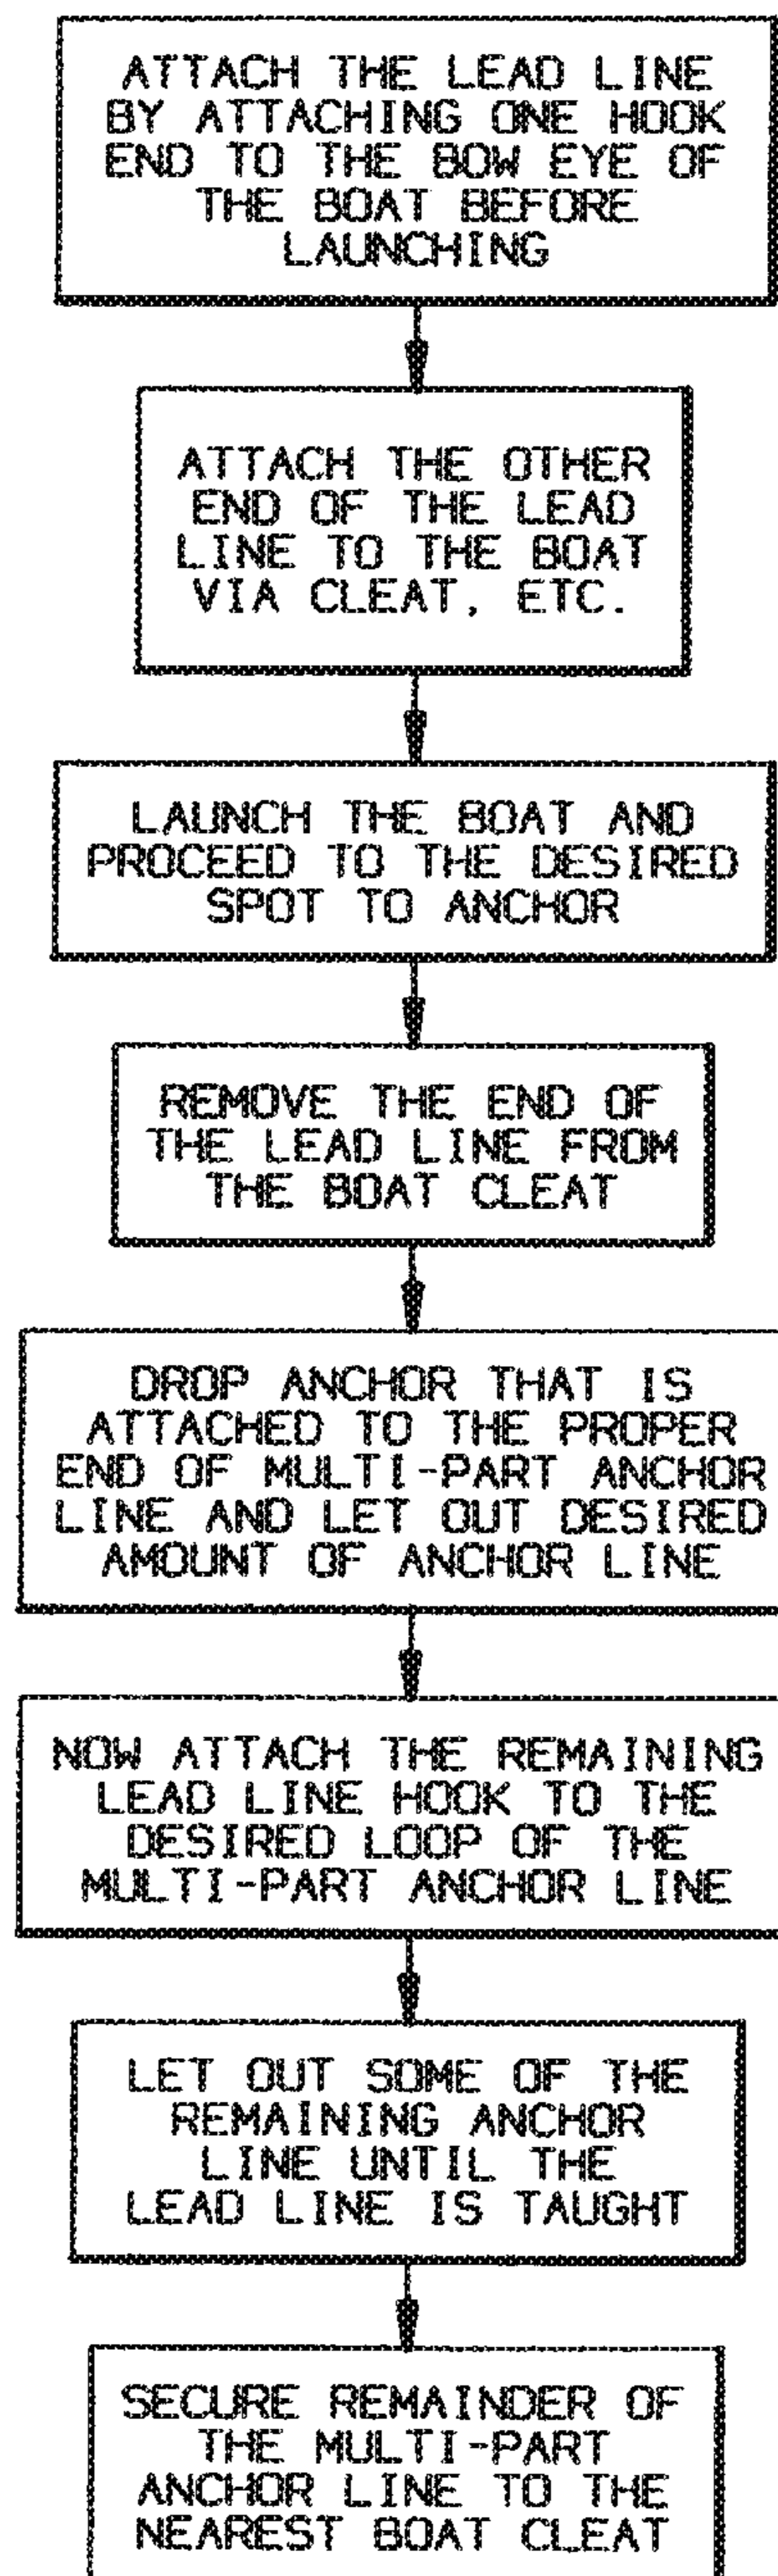 ATTACH THE LEAD LINE
BY ATTACHING ONE HOOK
END TO THE BOW EYE OF
THE BOAT BEFORE
LAUNCHING
ATTACH THE OTHER
END OF THE LEAD
LINE TO THE BOAT
VIA CLEAT, ETC.
LAUNCH THE BOAT AND
PROCEED TO THE DESIRED
SPOT TO ANCHOR
REMOVE THE END OF
THE LEAD LINE FROM
THE BOAT CLEAT
DROP ANCHOR THAT IS
ATTACHED TO THE PROPER
END OF MULTI-PART ANCHOR
LINE AND LET OUT DESIRED
AMOUNT OF ANCHOR LINE
NOW ATTACH THE REMAINING
LEAD LINE HOOK TO THE
DESIRED LOOP OF THE
MULTI-PART ANCHOR LINE
LET OUT SOME OF THE
REMAINING ANCHOR
LINE UNTIL THE
LEAD LINE IS TAUGHT
SECURE REMAINDER OF
THE MULTI-PART
ANCHOR LINE TO THE
NEAREST BOAT CLEAT